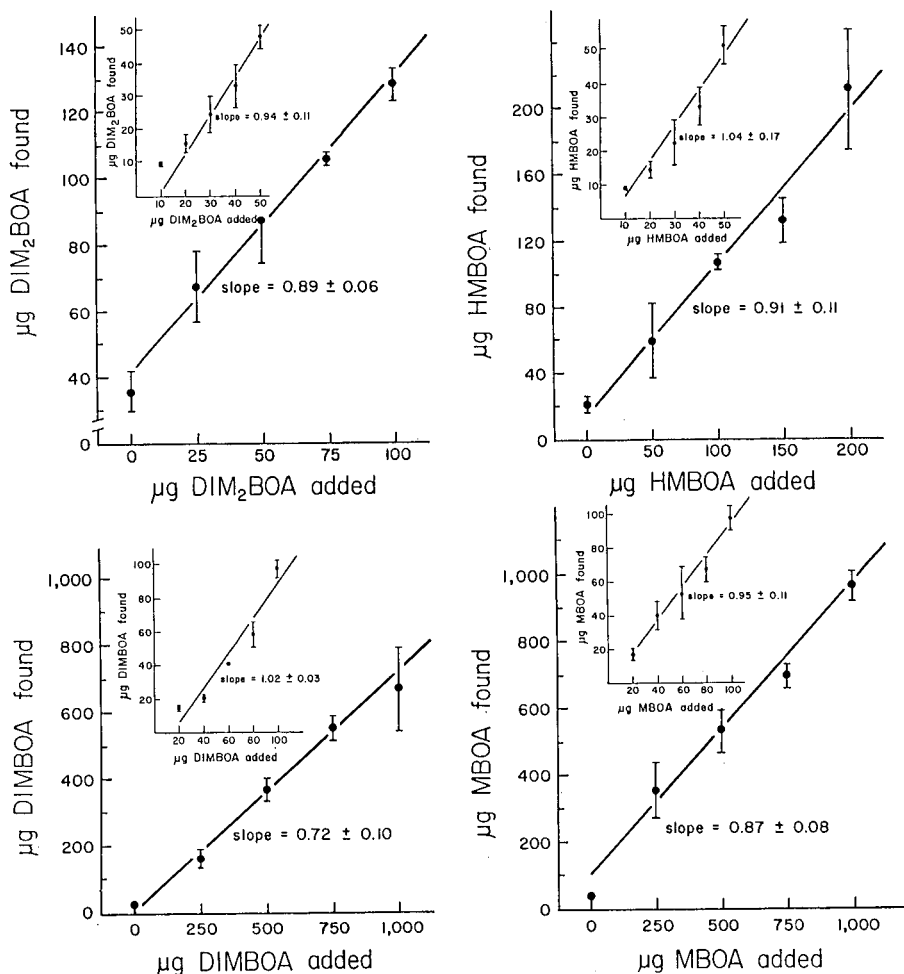 µg DIM₂BOA found
140
120
100
80
60
40
0
0 25 50 75 100
µg DIM₂BOA added
slope = 0.89 ± 0.06
µg DIM₂BOA found
50
40
30
20
10
10 20 30 40 50
µg DIM₂BOA added
slope = 0.94 ± 0.11
µg HMBOA found
220
180
140
100
60
20
0
0 50 100 150 200
µg HMBOA added
slope = 0.91 ± 0.11
µg HMBOA found
50
40
30
20
10
10 20 30 40 50
µg HMBOA added
slope = 1.04 ± 0.17
µg DIMBOA found
1,000
800
600
400
200
0
0 250 500 750 1,000
µg DIMBOA added
slope = 0.72 ± 0.10
µg DIMBOA found
100
80
60
40
20
20 40 60 80 100
µg DIMBOA added
slope = 1.02 ± 0.03
µg MBOA found
1,000
800
600
400
200
0
0 250 500 750 1,000
µg MBOA added
slope = 0.87 ± 0.08
µg MBOA found
100
80
60
40
20
20 40 60 80 100
µg MBOA added
slope = 0.95 ± 0.11